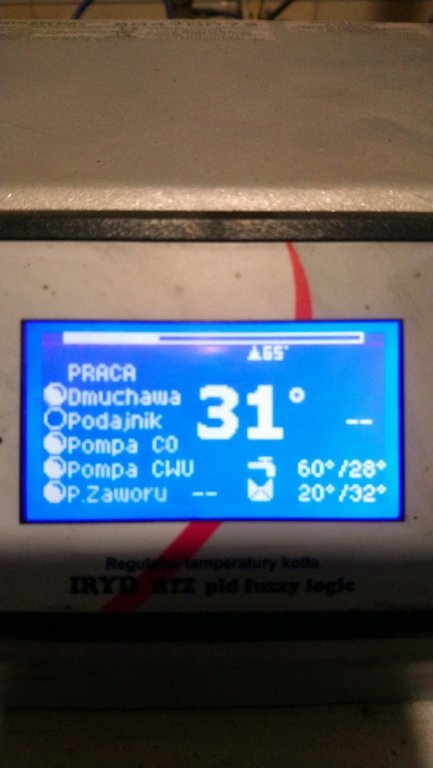 ▲65°
PRACA
Dmuchawa
31°
Podajnik
--
Pompa CO
Pompa CWU 60°/28°
P.Zaworu -- 20°/32°
Regulator temperatury kotła
IRYD RTZ pid fuzzy logic